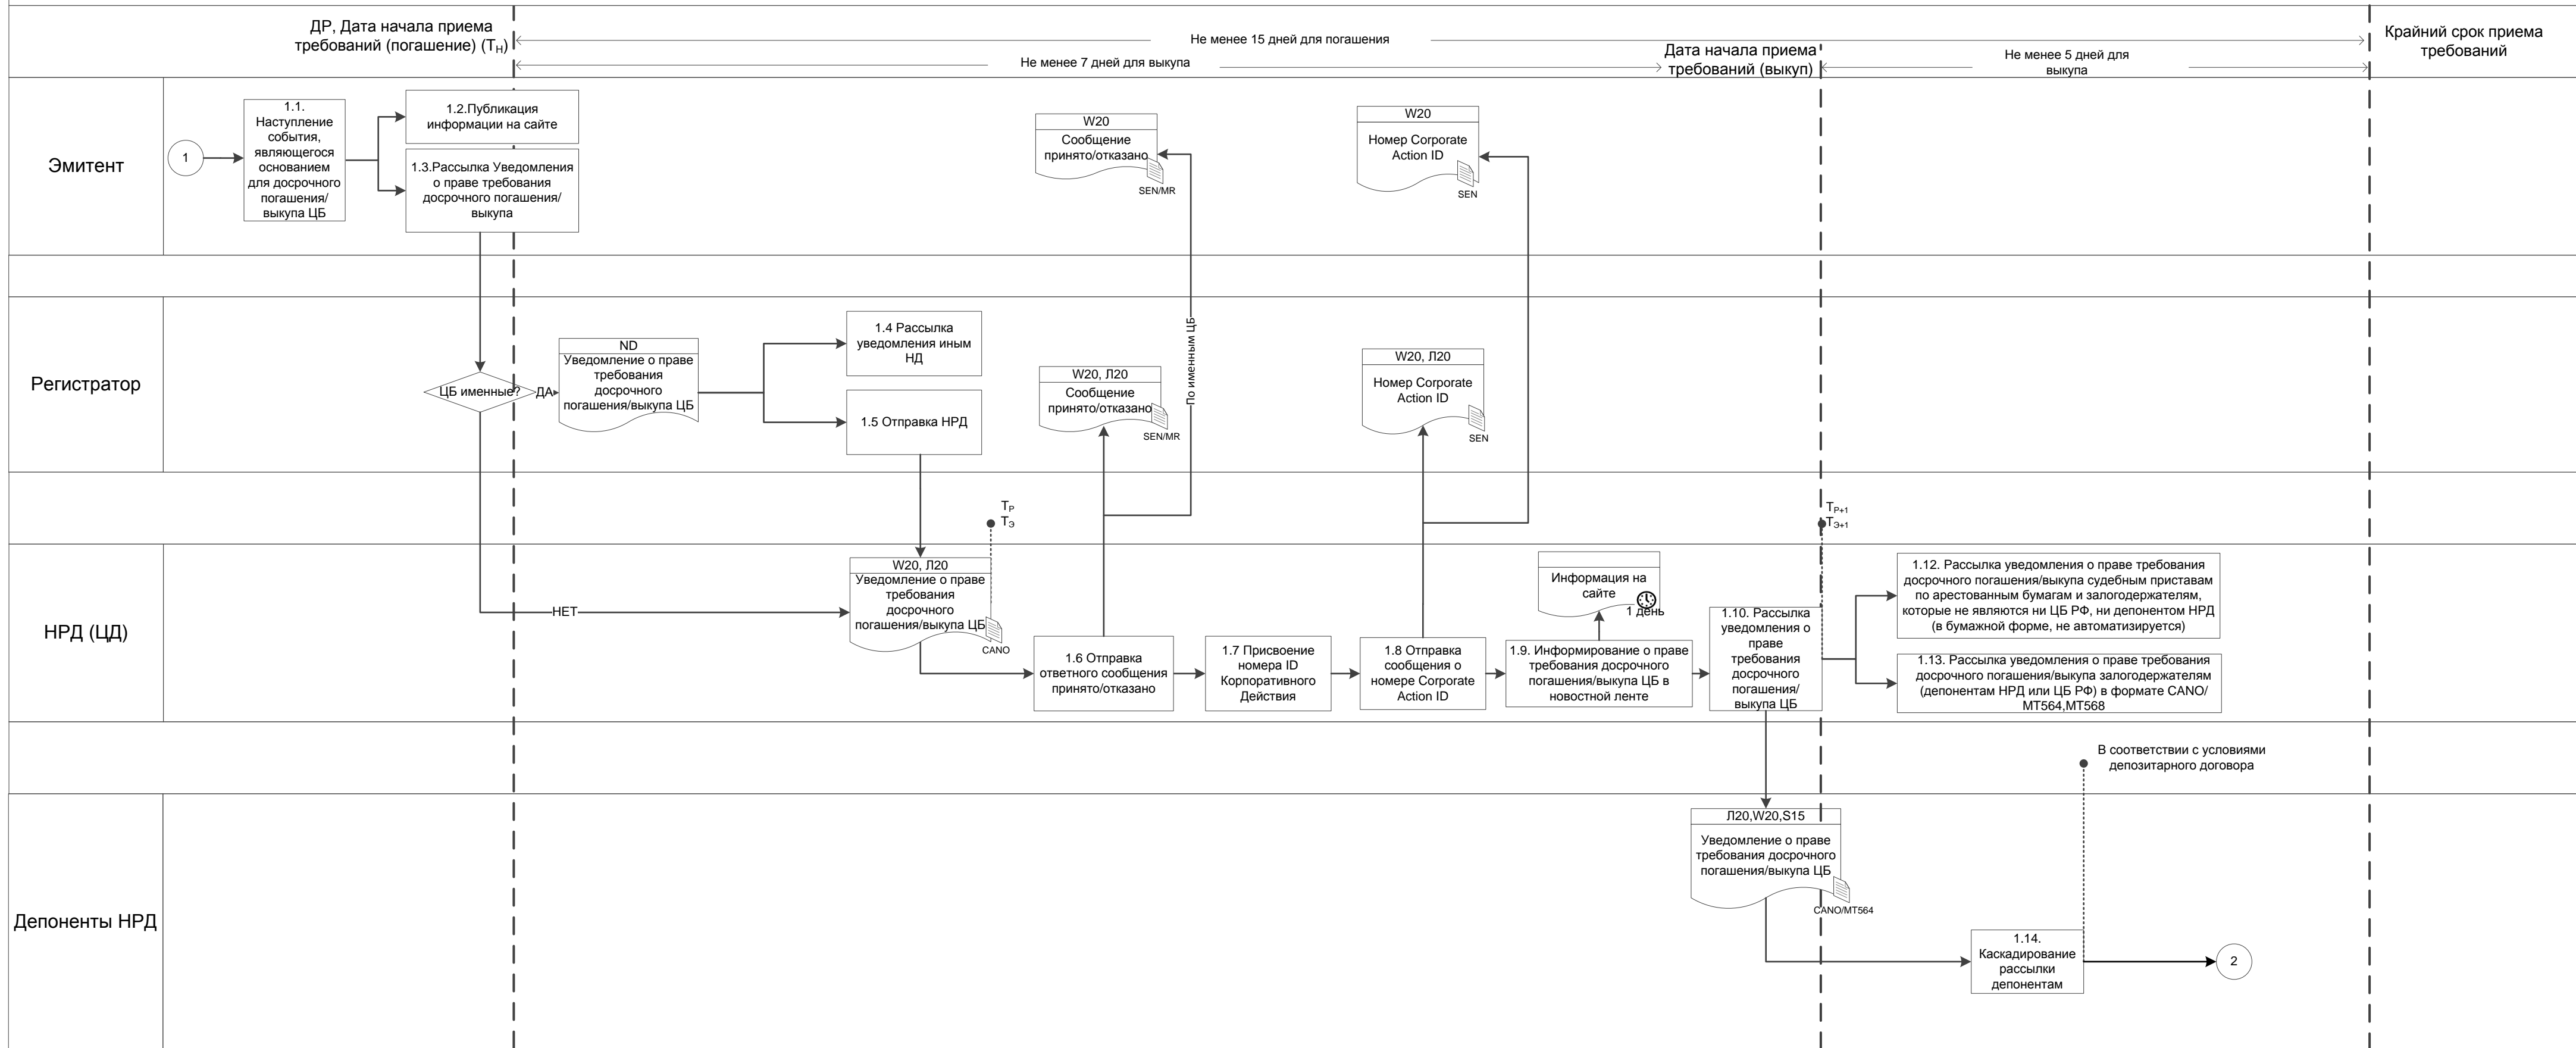 ДР, Дата начала приема
требований (погашение) (ТН)
Не менее 15 дней для погашения
Не менее 7 дней для выкупа
Дата начала приема
требований (выкуп)
Не менее 5 дней для
выкупа
Крайний срок приема
требований
Эмитент
1
1.1.
Наступление
события,
являющегося
основанием
для досрочного
погашения/
выкупа ЦБ
1.2.Публикация
информации на сайте
1.3.Рассылка Уведомления
о праве требования
досрочного погашения/
выкупа
W20
Сообщение
принято/отказано
SEN/MR
W20
Номер Corporate
Action ID
SEN
Регистратор
ЦБ именные?
ДА
ND
Уведомление о праве
требования
досрочного
погашения/выкупа ЦБ
1.4 Рассылка
уведомления иным
НД
1.5 Отправка НРД
W20, Л20
Сообщение
принято/отказано
SEN/MR
По именным ЦБ
W20, Л20
Номер Corporate
Action ID
SEN
ТР
ТЭ
ТР+1
ТЭ+1
НРД (ЦД)
НЕТ
W20, Л20
Уведомление о праве
требования
досрочного
погашения/выкупа ЦБ
CANO
1.6 Отправка
ответного сообщения
принято/отказано
1.7 Присвоение
номера ID
Корпоративного
Действия
1.8 Отправка
сообщения о
номере Corporate
Action ID
Информация на
сайте
1 день
1.9. Информирование о праве
требования досрочного
погашения/выкупа ЦБ в
новостной ленте
1.10. Рассылка
уведомления о
праве
требования
досрочного
погашения/
выкупа ЦБ
1.12. Рассылка уведомления о праве требования
досрочного погашения/выкупа судебным приставам
по арестованным бумагам и залогодержателям,
которые не являются ни ЦБ РФ, ни депонентом НРД
(в бумажной форме, не автоматизируется)
1.13. Рассылка уведомления о праве требования
досрочного погашения/выкупа залогодержателям
(депонентам НРД или ЦБ РФ) в формате CANO/
МТ564,МТ568
В соответствии с условиями
депозитарного договора
Депоненты НРД
Л20,W20,S15
Уведомление о праве
требования досрочного
погашения/выкупа ЦБ
CANO/MT564
1.14.
Каскадирование
рассылки
депонентам
2